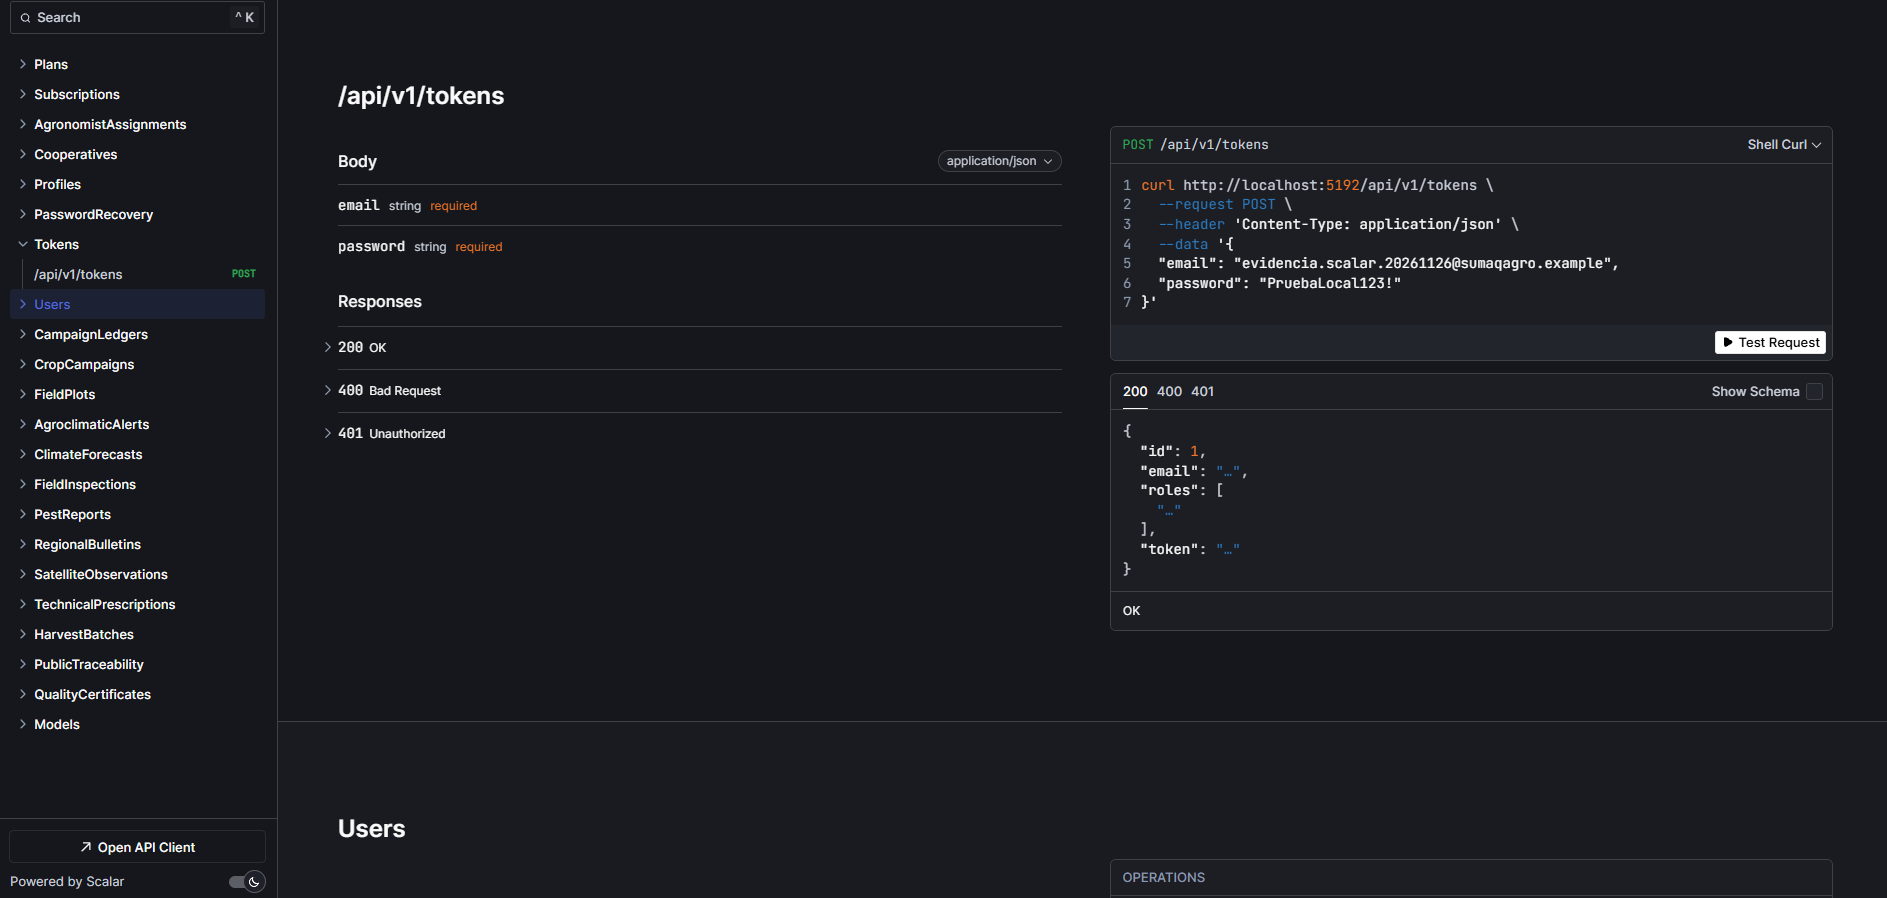 Search
^ K
Plans
Subscriptions
AgronomistAssignments
Cooperatives
Profiles
PasswordRecovery
Tokens
/api/v1/tokens POST
Users
CampaignLedgers
CropCampaigns
FieldPlots
AgroclimaticAlerts
ClimateForecasts
FieldInspections
PestReports
RegionalBulletins
SatelliteObservations
TechnicalPrescriptions
HarvestBatches
PublicTraceability
QualityCertificates
Models
Open API Client
Powered by Scalar
/api/v1/tokens
Body application/json
email string required
password string required
Responses
200 OK
400 Bad Request
401 Unauthorized
POST /api/v1/tokens Shell Curl
1 curl http://localhost:5192/api/v1/tokens \
2 --request POST \
3 --header 'Content-Type: application/json' \
4 --data '{
5 "email": "evidencia.scalar.20261126@sumaqagro.example",
6 "password": "PruebaLocal123!"
7 }'
Test Request
200 400 401 Show Schema
{
"id": 1,
"email": "…",
"roles": [
"…"
],
"token": "…"
}
OK
Users
OPERATIONS